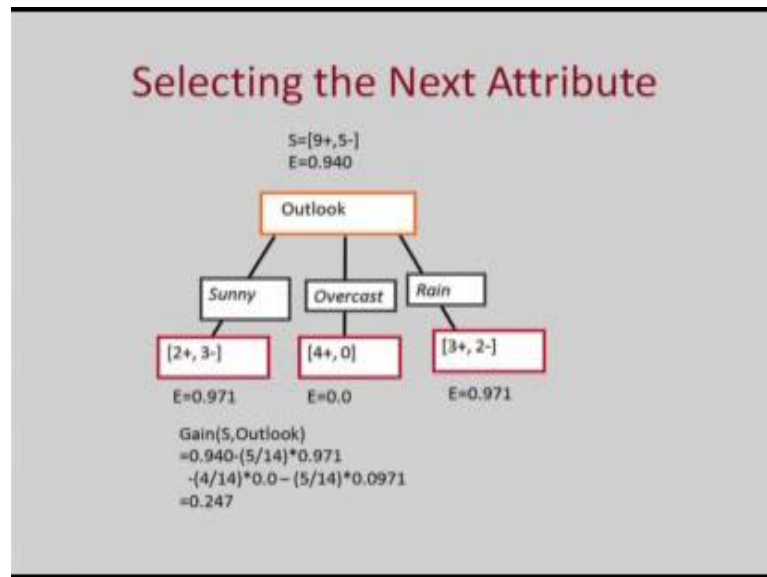 Selecting the Next Attribute
S=[9+,5-]
E=0.940
Outlook
Sunny
Overcast
Rain
[2+, 3-]
[4+, 0]
[3+, 2-]
E=0.971
E=0.0
E=0.971
Gain(S,Outlook)
=0.940-(5/14)*0.971
-(4/14)*0.0 – (5/14)*0.0971
=0.247